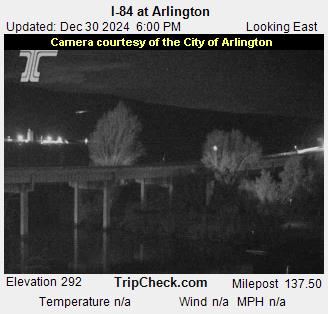 I-84 at Arlington
Updated: Dec 30 2024 6:00 PM Looking East
Camera courtesy of the City of Arlington
Elevation 292 TripCheck.com Milepost 137.50
Temperature n/a Wind n/a MPH n/a